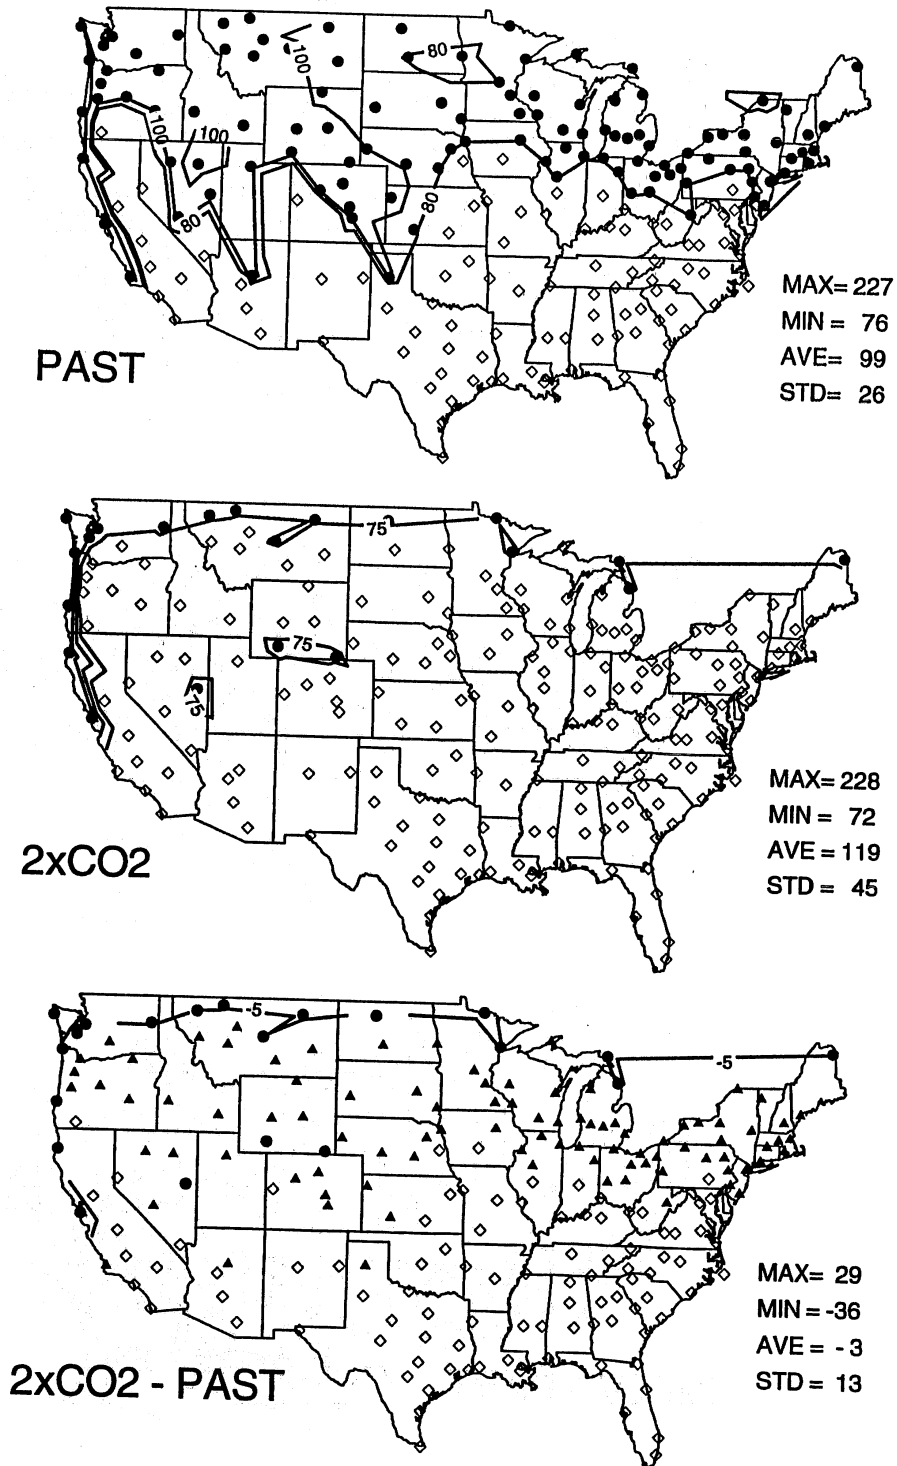 80
100
100
100
80
80
MAX= 227
MIN = 76
AVE= 99
STD= 26
PAST
75
75
75
MAX= 228
MIN = 72
AVE = 119
STD = 45
2xCO2
-5
-5
MAX= 29
MIN = -36
AVE = - 3
STD = 13
2xCO2 - PAST